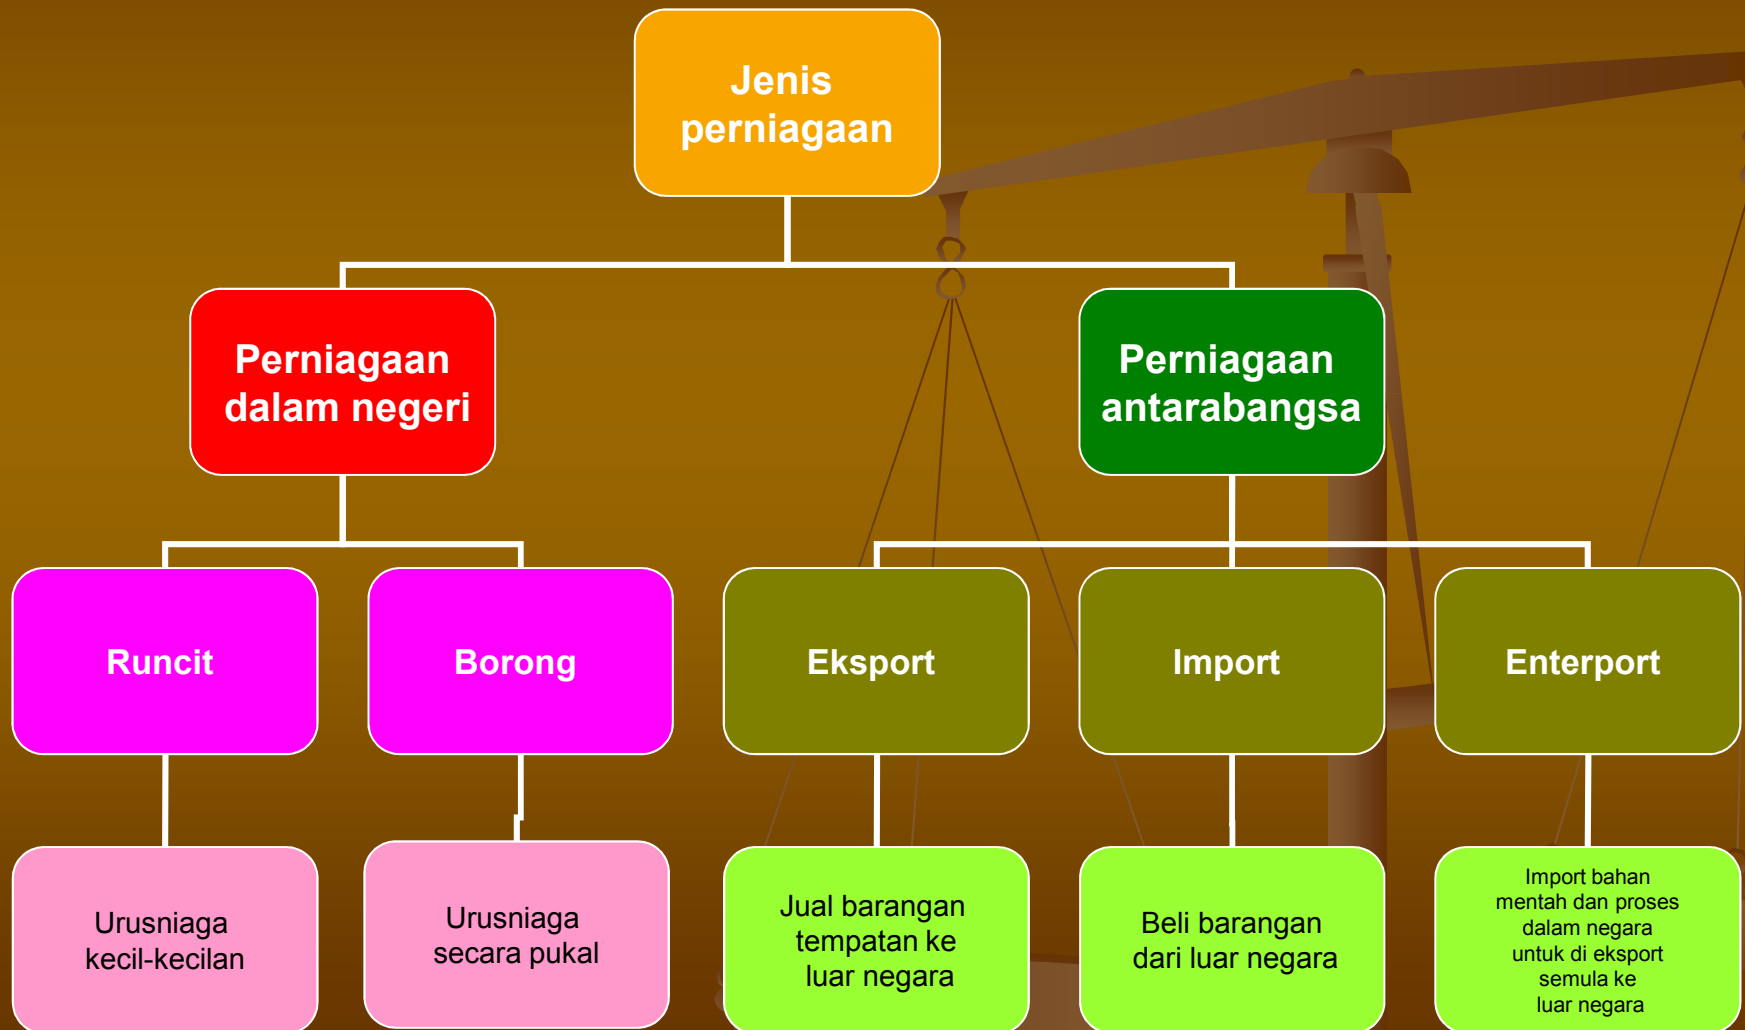 Jenis
perniagaan
Perniagaan
dalam negeri
Perniagaan
antarabangsa
Runcit
Borong
Eksport
Import
Enterport
Urusniaga
kecil-kecilan
Urusniaga
secara pukal
Jual barangan
tempatan ke
luar negara
Beli barangan
dari luar negara
Import bahan
mentah dan proses
dalam negara
untuk di eksport
semula ke
luar negara